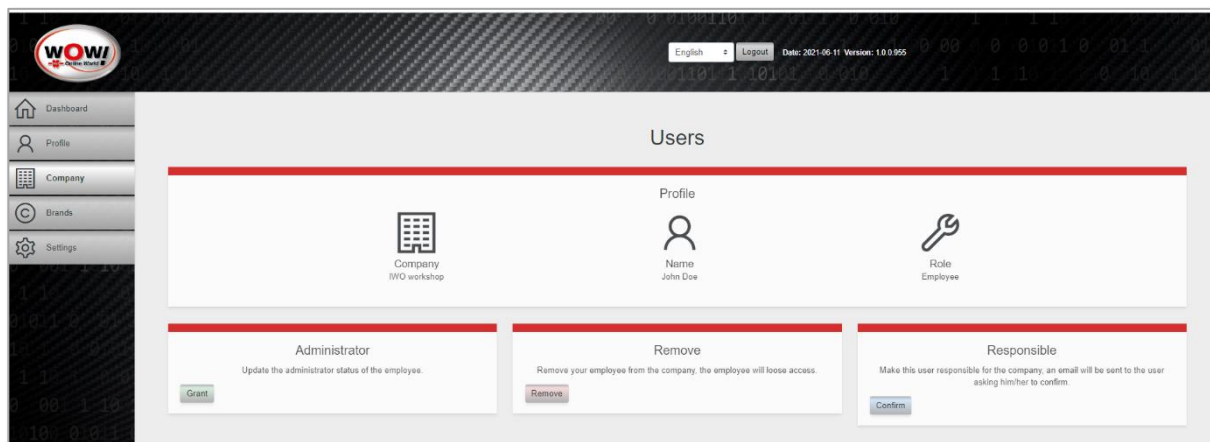 WOW!
Online World
English
Logout
Date: 2021-06-11 Version: 1.0.0.955
Dashboard
Profile
Company
Brands
Settings
Users
Profile
Company
IWO workshop
Name
John Doe
Role
Employee
Administrator
Update the administrator status of the employee.
Grant
Remove
Remove your employee from the company, the employee will loose access.
Remove
Responsible
Make this user responsible for the company, an email will be sent to the user
asking him/her to confirm.
Confirm